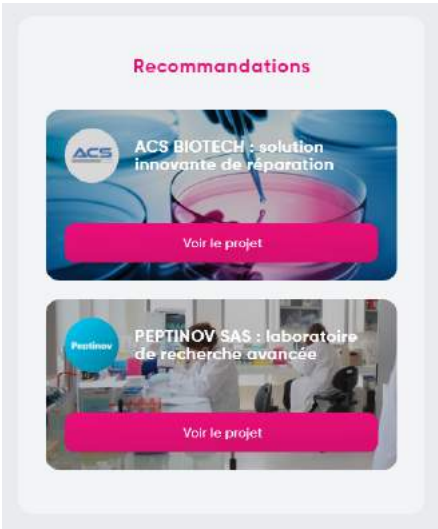 Recommandations
ACS
ACS BIOTECH : solution
innovante de réparation
Voir le projet
Peptinov
PEPTINOV SAS : laboratoire
de recherche avancée
Voir le projet